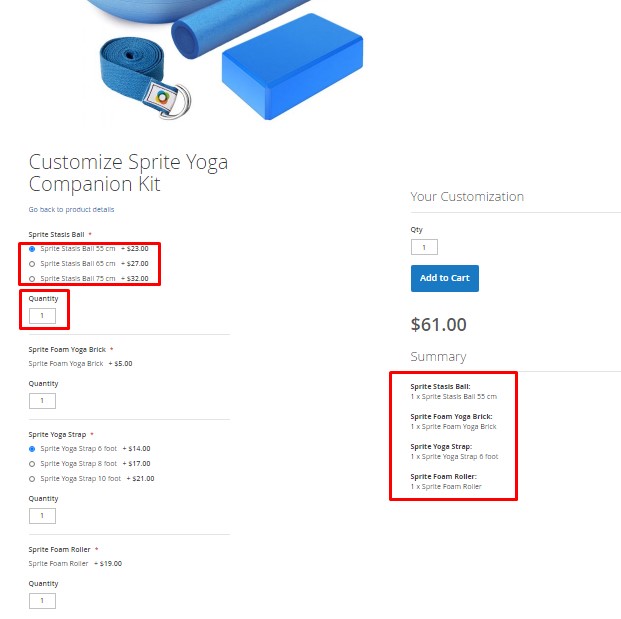 Customize Sprite Yoga
Companion Kit
Go back to product details
Sprite Stasis Ball *
Sprite Stasis Ball 55 cm + $23.00
Sprite Stasis Ball 65 cm + $27.00
Sprite Stasis Ball 75 cm + $32.00
Quantity
1
Sprite Foam Yoga Brick *
Sprite Foam Yoga Brick + $5.00
Quantity
1
Sprite Yoga Strap *
Sprite Yoga Strap 6 foot + $14.00
Sprite Yoga Strap 8 foot + $17.00
Sprite Yoga Strap 10 foot + $21.00
Quantity
1
Sprite Foam Roller *
Sprite Foam Roller + $19.00
Quantity
1
Your Customization
Qty
1
Add to Cart
$61.00
Summary
Sprite Stasis Ball:
1 x Sprite Stasis Ball 55 cm
Sprite Foam Yoga Brick:
1 x Sprite Foam Yoga Brick
Sprite Yoga Strap:
1 x Sprite Yoga Strap 6 foot
Sprite Foam Roller:
1 x Sprite Foam Roller